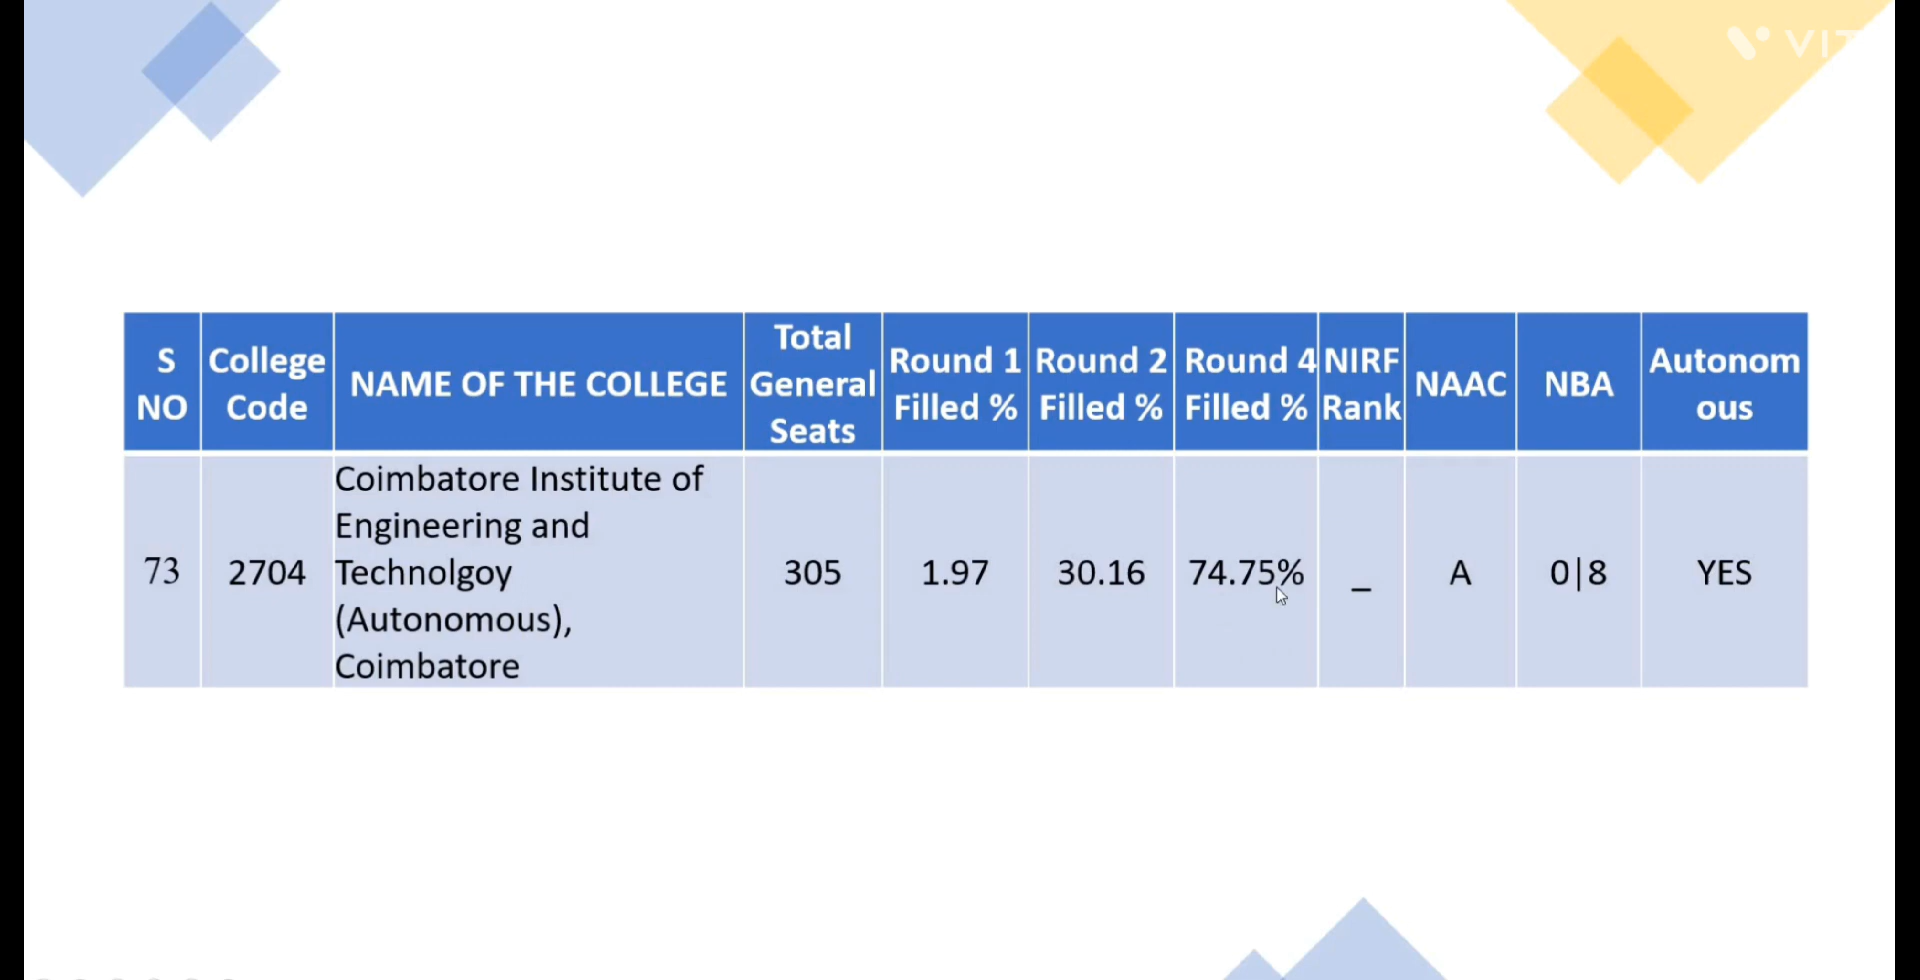 VIT
S NO
College Code
NAME OF THE COLLEGE
Total General Seats
Round 1 Filled %
Round 2 Filled %
Round 4 Filled %
NIRF Rank
NAAC
NBA
Autonom ous
73
2704
Coimbatore Institute of
Engineering and
Technolgoy
(Autonomous),
Coimbatore
305
1.97
30.16
74.75%
_
A
0|8
YES